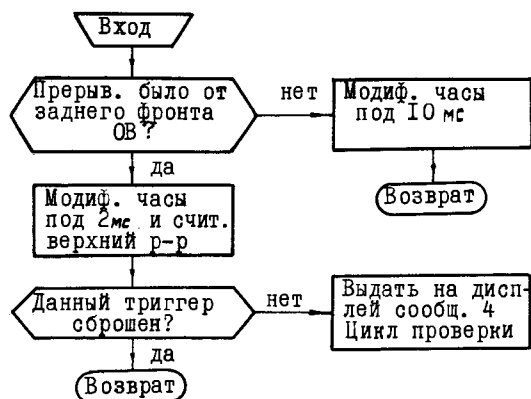 Вход
Прерыв. было от
заднего фронта
ОВ?
нет
Модиф. часы
под 10 мс
Возврат
да
Модиф. часы
под 2мс и счит.
верхний р-р
Данный триггер
сброшен?
нет
Выдать на дисп-
лей сообщ. 4
Цикл проверки
да
Возврат